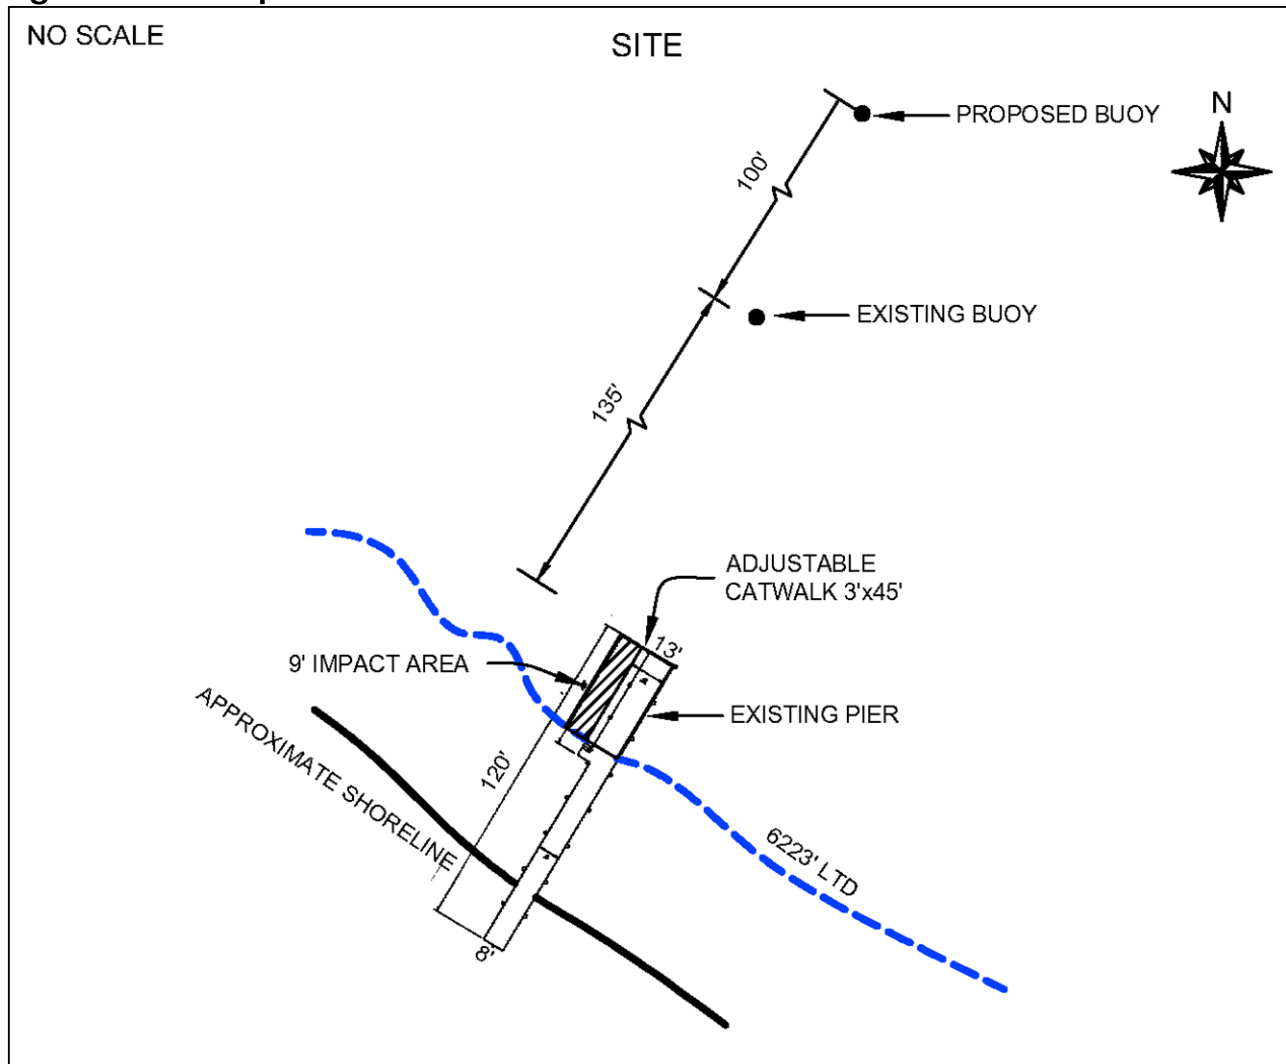 NO SCALE
SITE
N
PROPOSED BUOY
100'
EXISTING BUOY
135'
ADJUSTABLE
CATWALK 3'x45'
13'
9' IMPACT AREA
EXISTING PIER
APPROXIMATE SHORELINE
120'
6223' LTD
8'